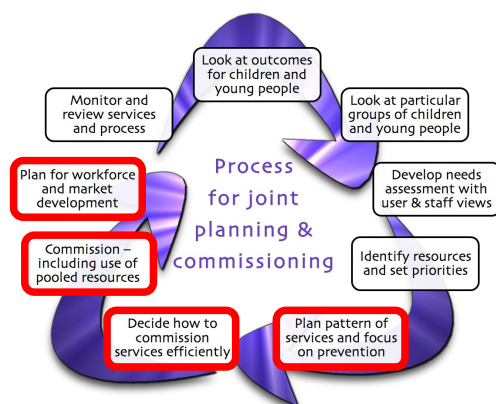 Look at outcomes
for children and
young people
Look at particular
groups of children
and young people
Develop needs
assessment with
user & staff views
Identify resources
and set priorities
Plan pattern of
services and focus
on prevention
Decide how to
commission
services efficiently
Commission –
including use of
pooled resources
Plan for workforce
and market
development
Monitor and
review services
and process
Process
for joint
planning &
commissioning